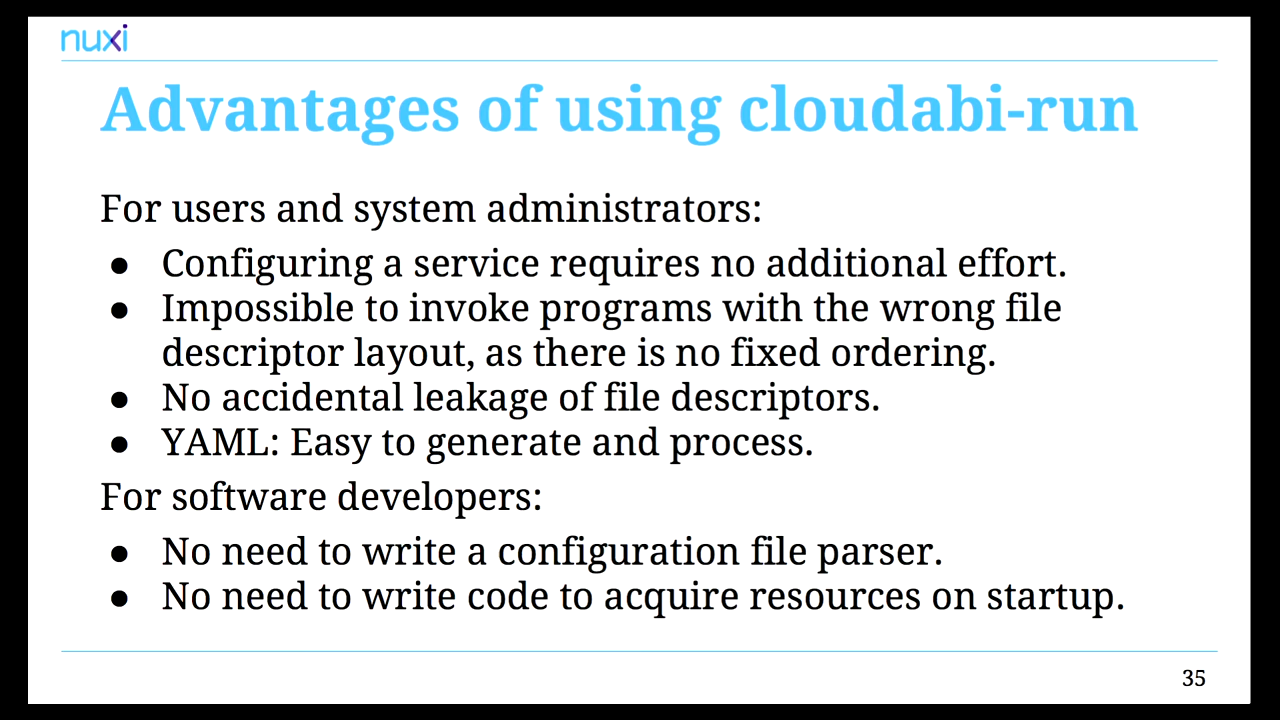 nuxi
Advantages of using cloudabi-run
For users and system administrators:
● Configuring a service requires no additional effort.
● Impossible to invoke programs with the wrong file
descriptor layout, as there is no fixed ordering.
● No accidental leakage of file descriptors.
● YAML: Easy to generate and process.
For software developers:
● No need to write a configuration file parser.
● No need to write code to acquire resources on startup.
35